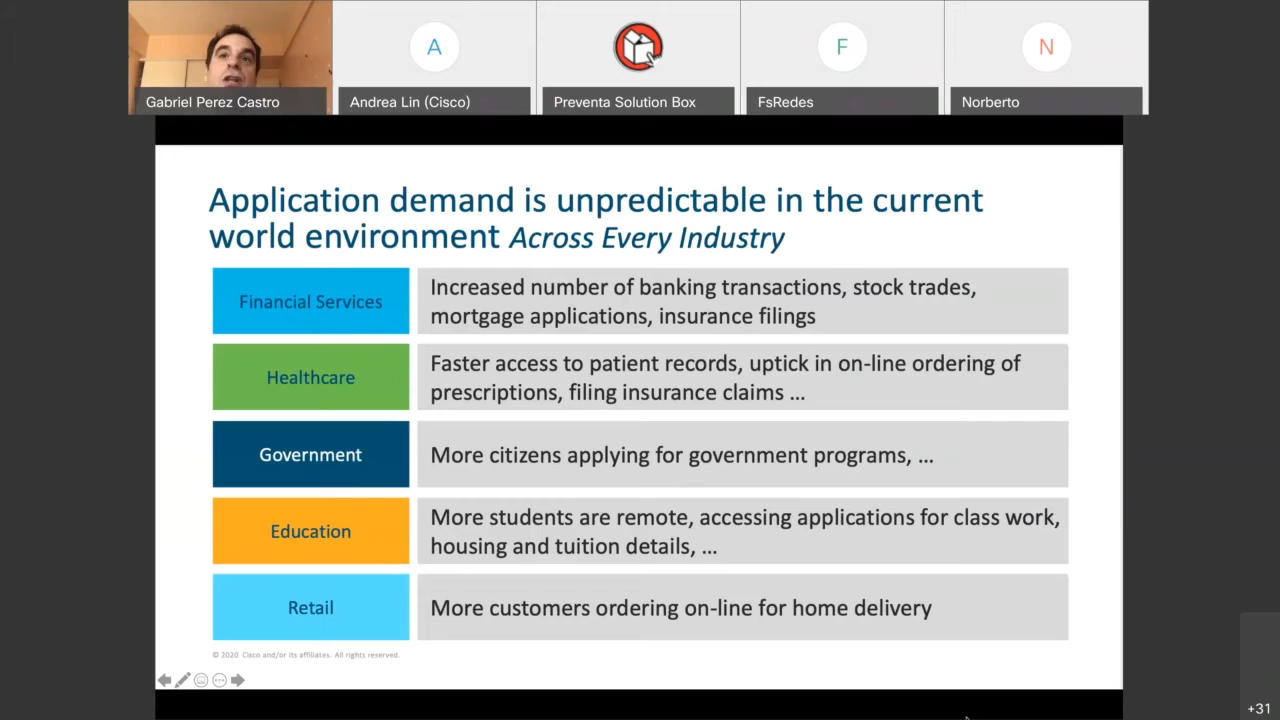 Gabriel Perez Castro
A
Andrea Lin (Cisco)
Preventa Solution Box
F
FsRedes
N
Norberto
Application demand is unpredictable in the current
world environment Across Every Industry
Financial Services
Increased number of banking transactions, stock trades,
mortgage applications, insurance filings
Healthcare
Faster access to patient records, uptick in on-line ordering of
prescriptions, filing insurance claims ...
Government
More citizens applying for government programs, ...
Education
More students are remote, accessing applications for class work,
housing and tuition details, ...
Retail
More customers ordering on-line for home delivery
© 2020 Cisco and/or its affiliates. All rights reserved.
+31